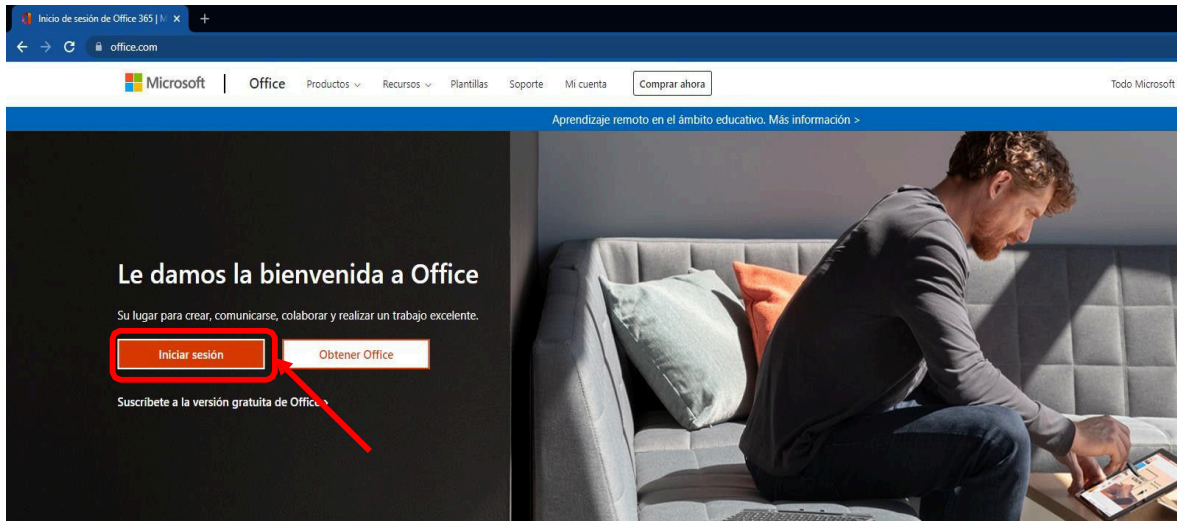 Inicio de sesión de Office 365 | M
office.com
Microsoft Office Productos Recursos Plantillas Soporte Mi cuenta Comprar ahora Todo Microsoft
Aprendizaje remoto en el ámbito educativo. Más información >
Le damos la bienvenida a Office
Su lugar para crear, comunicarse, colaborar y realizar un trabajo excelente.
Iniciar sesión Obtener Office
Suscríbete a la versión gratuita de Office >